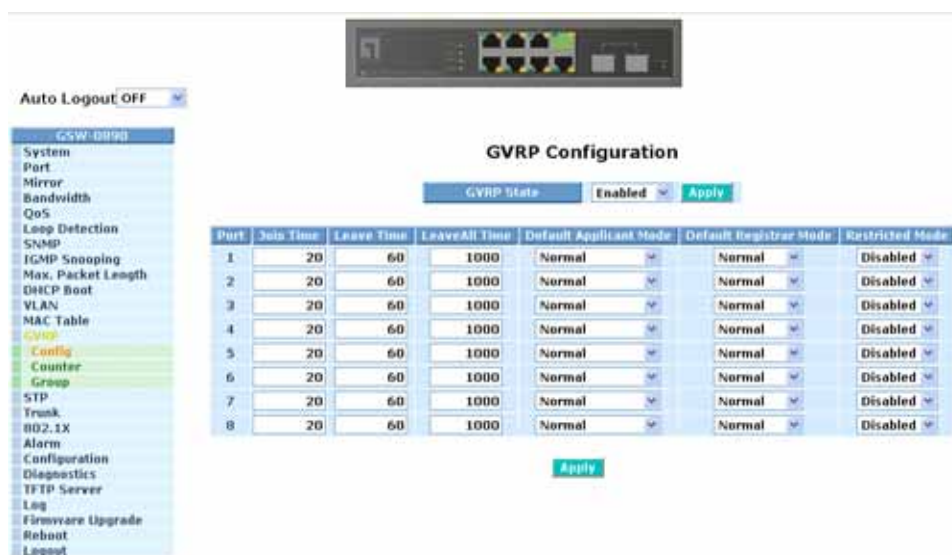 Auto Logout OFF
GSW-0890
System
Port
Mirror
Bandwidth
QoS
Loop Detection
SNMP
IGMP Snooping
Max. Packet Length
DHCP Boot
VLAN
MAC Table
GVRP
Config
Counter
Group
STP
Trunk
802.1X
Alarm
Configuration
Diagnostics
TFTP Server
Log
Firmware Upgrade
Reboot
Logout
GVRP Configuration
GVRP State Enabled Apply
Port Join Time Leave Time LeaveAll Time Default Applicant Mode Default Registrar Mode Restricted Mode
1 20 60 1000 Normal Normal Disabled
2 20 60 1000 Normal Normal Disabled
3 20 60 1000 Normal Normal Disabled
4 20 60 1000 Normal Normal Disabled
5 20 60 1000 Normal Normal Disabled
6 20 60 1000 Normal Normal Disabled
7 20 60 1000 Normal Normal Disabled
8 20 60 1000 Normal Normal Disabled
Apply